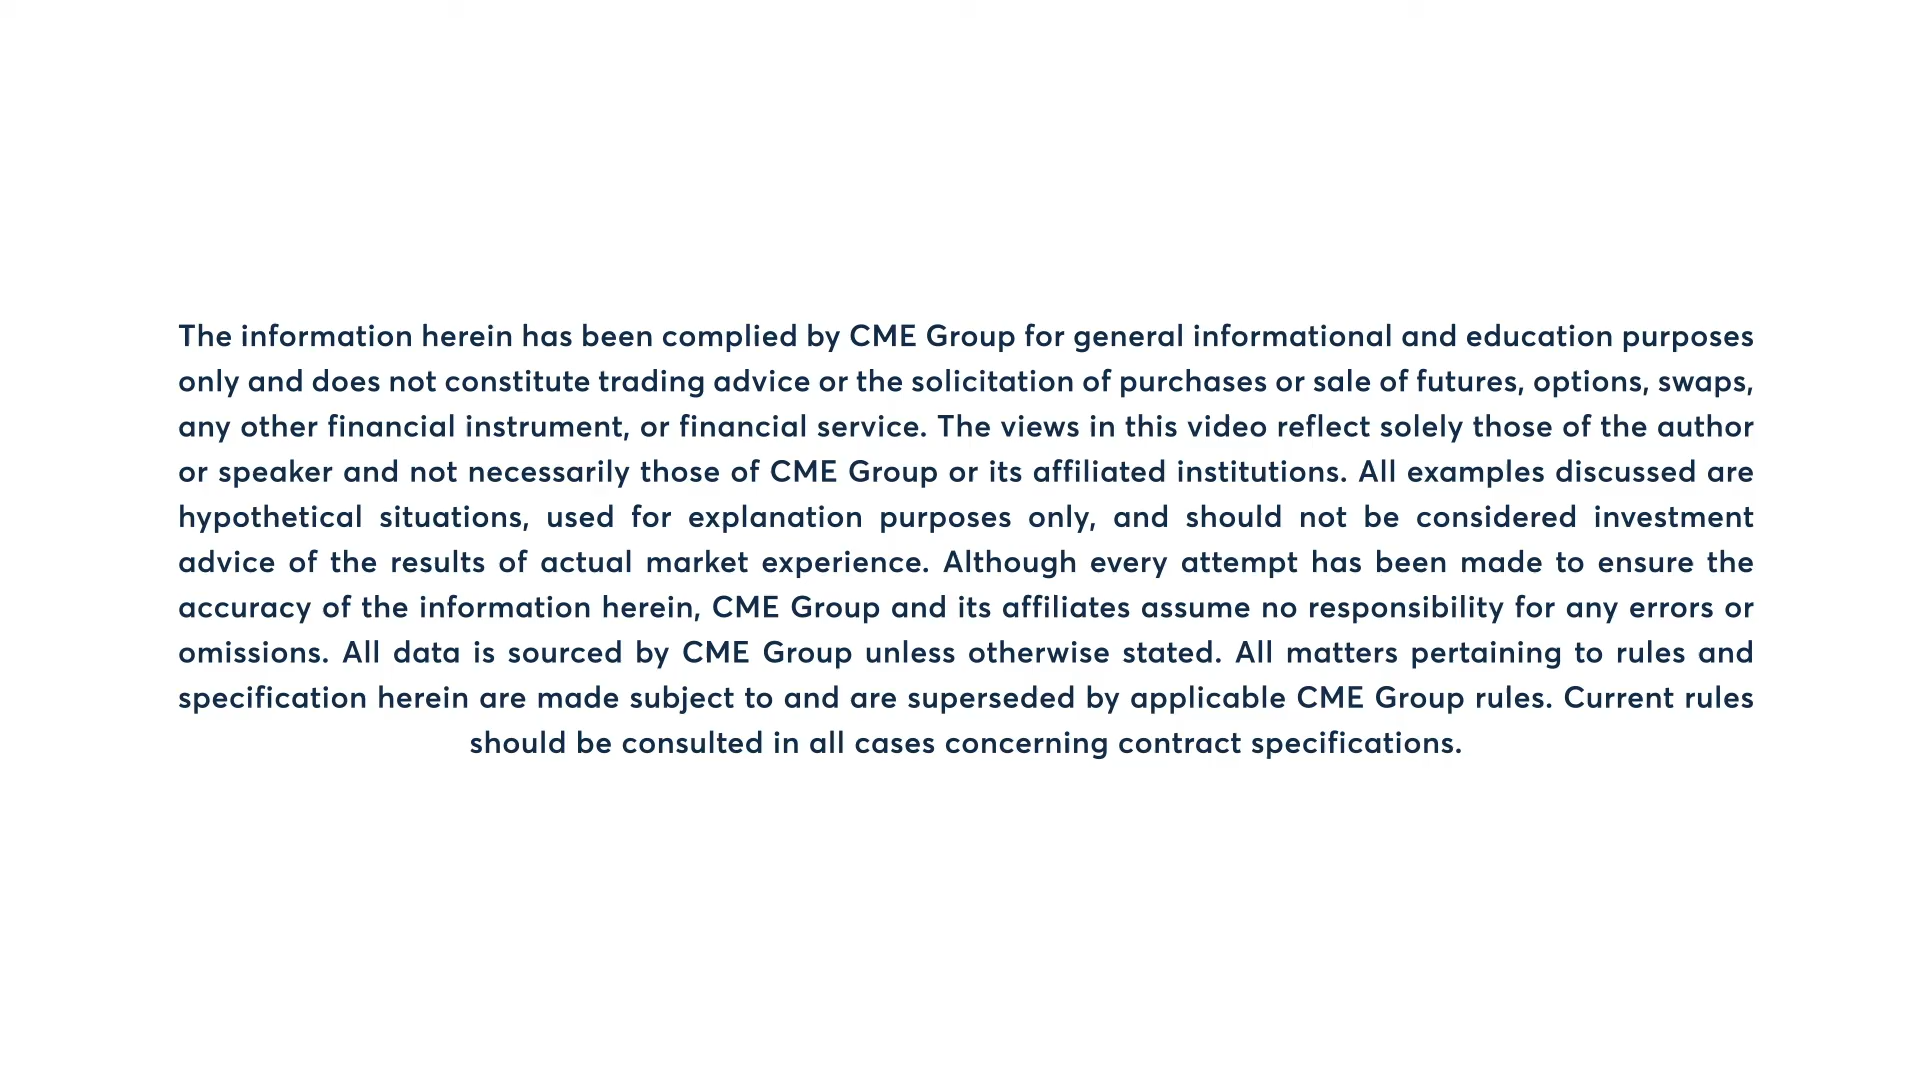 The information herein has been complied by CME Group for general informational and education purposes
only and does not constitute trading advice or the solicitation of purchases or sale of futures, options, swaps,
any other financial instrument, or financial service. The views in this video reflect solely those of the author
or speaker and not necessarily those of CME Group or its affiliated institutions. All examples discussed are
hypothetical situations, used for explanation purposes only, and should not be considered investment
advice of the results of actual market experience. Although every attempt has been made to ensure the
accuracy of the information herein, CME Group and its affiliates assume no responsibility for any errors or
omissions. All data is sourced by CME Group unless otherwise stated. All matters pertaining to rules and
specification herein are made subject to and are superseded by applicable CME Group rules. Current rules
should be consulted in all cases concerning contract specifications.